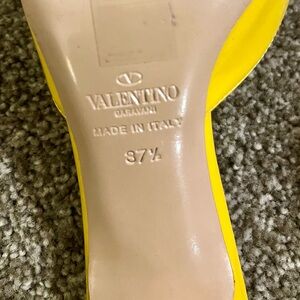 VALENTINO
GARAVANI
MADE IN ITALY
37½